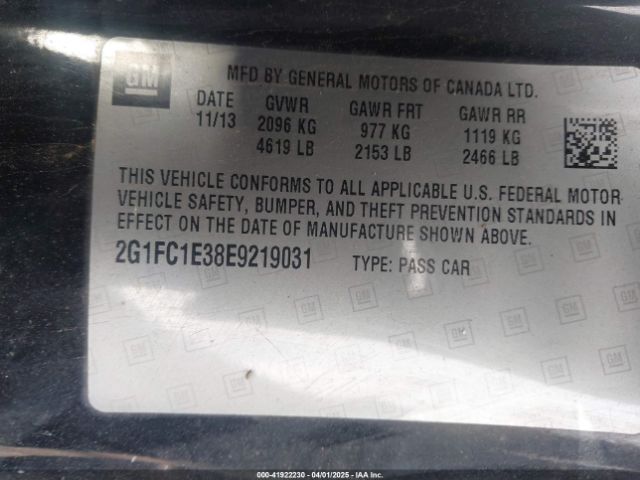 GM
MFD BY GENERAL MOTORS OF CANADA LTD.
DATE GVWR GAWR FRT GAWR RR
11/13 2096 KG 977 KG 1119 KG
4619 LB 2153 LB 2466 LB
THIS VEHICLE CONFORMS TO ALL APPLICABLE U.S. FEDERAL MOTOR
VEHICLE SAFETY, BUMPER, AND THEFT PREVENTION STANDARDS IN
EFFECT ON THE DATE OF MANUFACTURE SHOWN ABOVE.
2G1FC1E38E9219031 TYPE: PASS CAR
000-41922230 - 04/01/2025 - IAAI Inc.